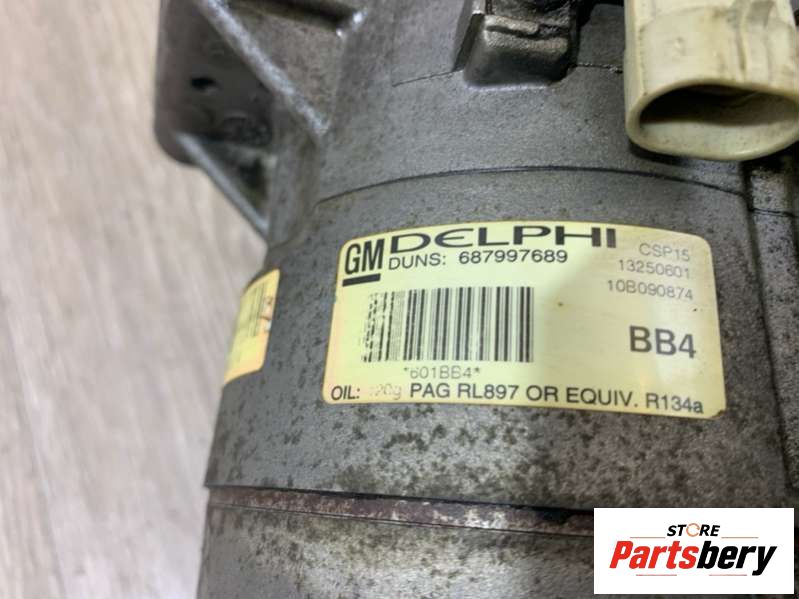 GM DELPHI CSP15
DUNS: 687997689 13250601
10B090874
BB4
*601BB4*
OIL: PAG RL897 OR EQUIV. R134a
STORE
Partsbery